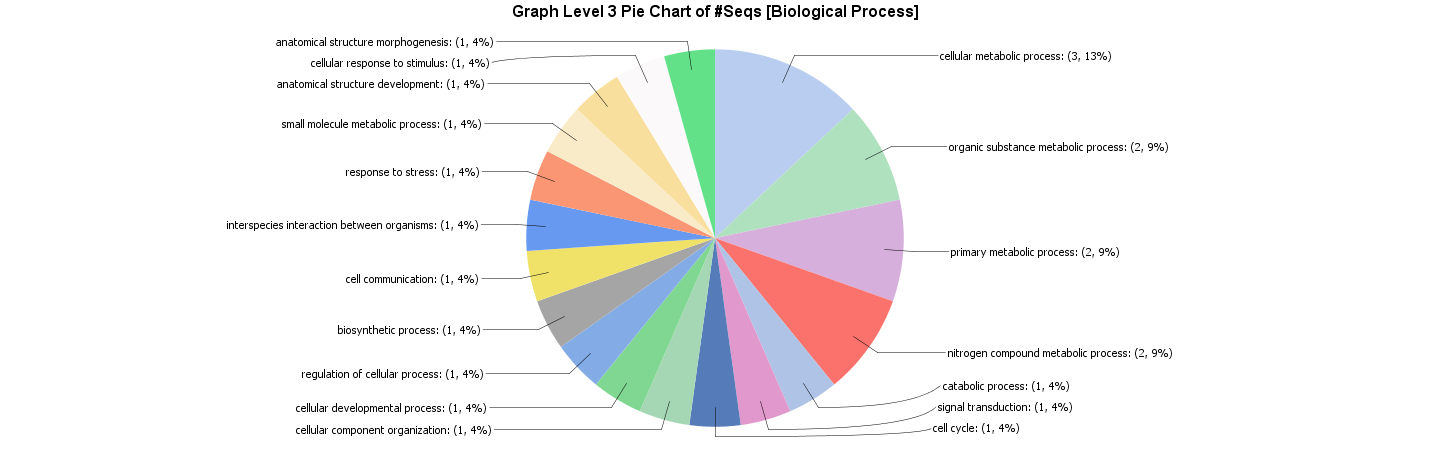 Graph Level 3 Pie Chart of #Seqs [Biological Process]
anatomical structure morphogenesis: (1, 4%)
cellular response to stimulus: (1, 4%)
anatomical structure development: (1, 4%)
small molecule metabolic process: (1, 4%)
response to stress: (1, 4%)
interspecies interaction between organisms: (1, 4%)
cell communication: (1, 4%)
biosynthetic process: (1, 4%)
regulation of cellular process: (1, 4%)
cellular developmental process: (1, 4%)
cellular component organization: (1, 4%)
cellular metabolic process: (3, 13%)
organic substance metabolic process: (2, 9%)
primary metabolic process: (2, 9%)
nitrogen compound metabolic process: (2, 9%)
catabolic process: (1, 4%)
signal transduction: (1, 4%)
cell cycle: (1, 4%)